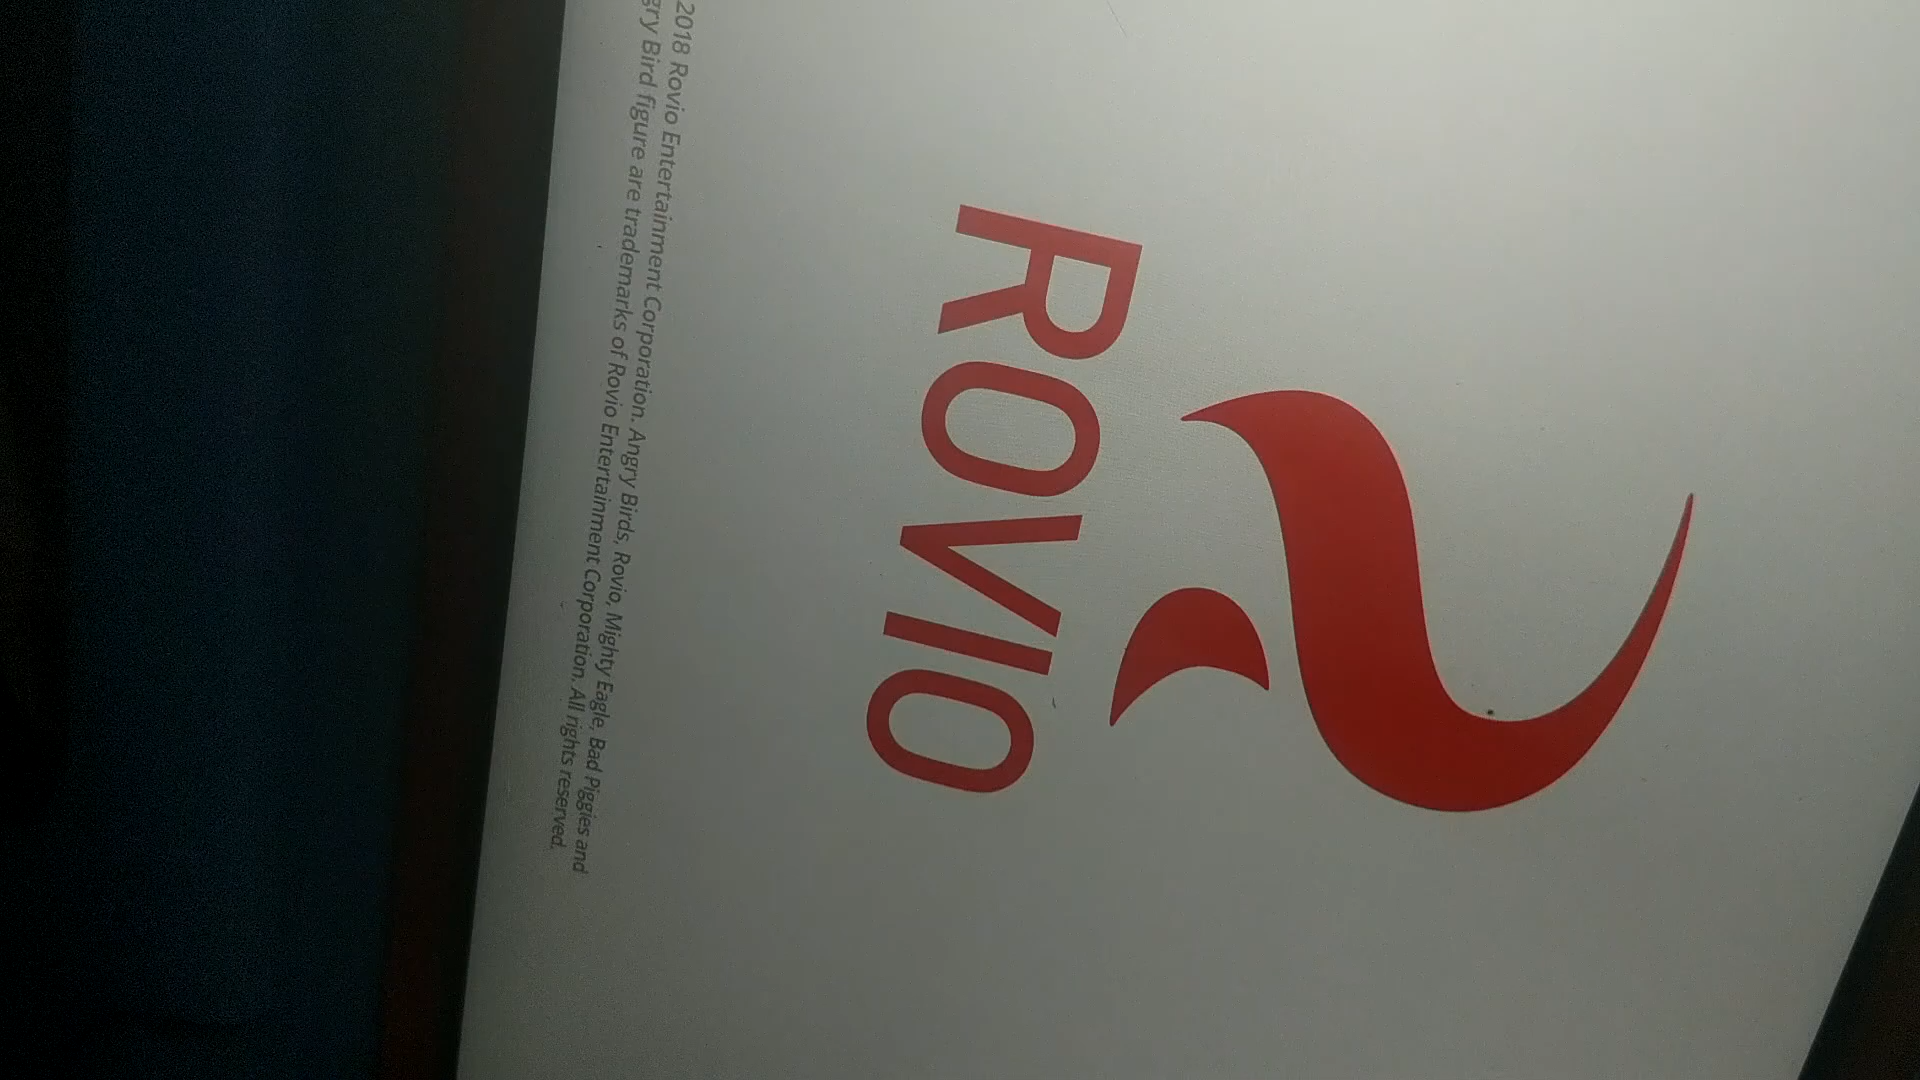 ROVIO
2018 Rovio Entertainment Corporation. Angry Birds, Rovio, Mighty Eagle, Bad Piggies and
gry Bird figure are trademarks of Rovio Entertainment Corporation. All rights reserved.